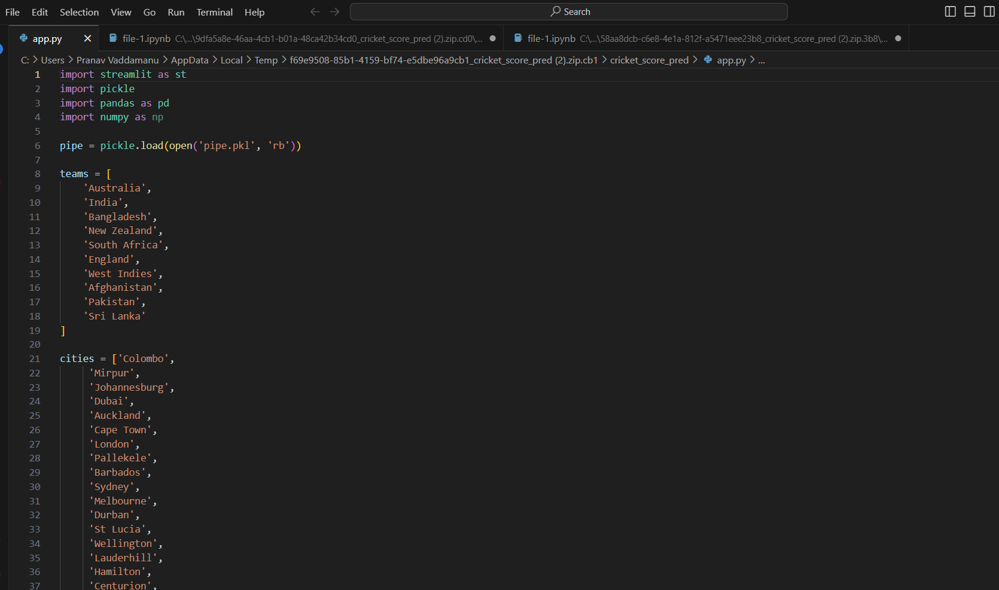 File Edit Selection View Go Run Terminal Help Search
app.py file-1.ipynb C:\...\9dfa5a8e-46aa-4cb1-b01a-48ca42b34cd0_cricket_score_pred (2).zip.cd0\... file-1.ipynb C:\...\58aa8dcb-c6e8-4e1a-812f-a5471eee23b8_cricket_score_pred (2).zip.3b8\...
C: > Users > Pranav Vaddamanu > AppData > Local > Temp > f69e9508-85b1-4159-bf74-e5dbe96a9cb1_cricket_score_pred (2).zip.cb1 > cricket_score_pred > app.py > ...
1 import streamlit as st
2 import pickle
3 import pandas as pd
4 import numpy as np
5
6 pipe = pickle.load(open('pipe.pkl', 'rb'))
7
8 teams = [
9 'Australia',
10 'India',
11 'Bangladesh',
12 'New Zealand',
13 'South Africa',
14 'England',
15 'West Indies',
16 'Afghanistan',
17 'Pakistan',
18 'Sri Lanka'
19 ]
20
21 cities = ['Colombo',
22 'Mirpur',
23 'Johannesburg',
24 'Dubai',
25 'Auckland',
26 'Cape Town',
27 'London',
28 'Pallekele',
29 'Barbados',
30 'Sydney',
31 'Melbourne',
32 'Durban',
33 'St Lucia',
34 'Wellington',
35 'Lauderhill',
36 'Hamilton',
37 'Centurion',